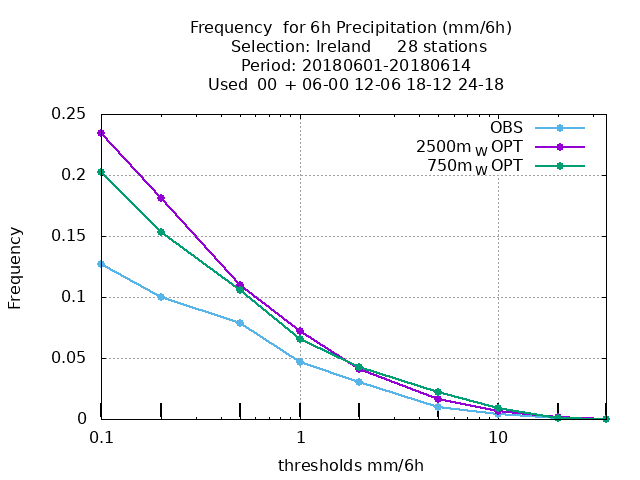 Frequency  for 6h Precipitation (mm/6h)
Selection: Ireland     28 stations
Period: 20180601-20180614
Used  00  + 06-00 12-06 18-12 24-18
OBS
2500m W OPT
750m W OPT
0.25
0.2
0.15
0.1
0.05
0
Frequency
0.1
1
10
thresholds mm/6h